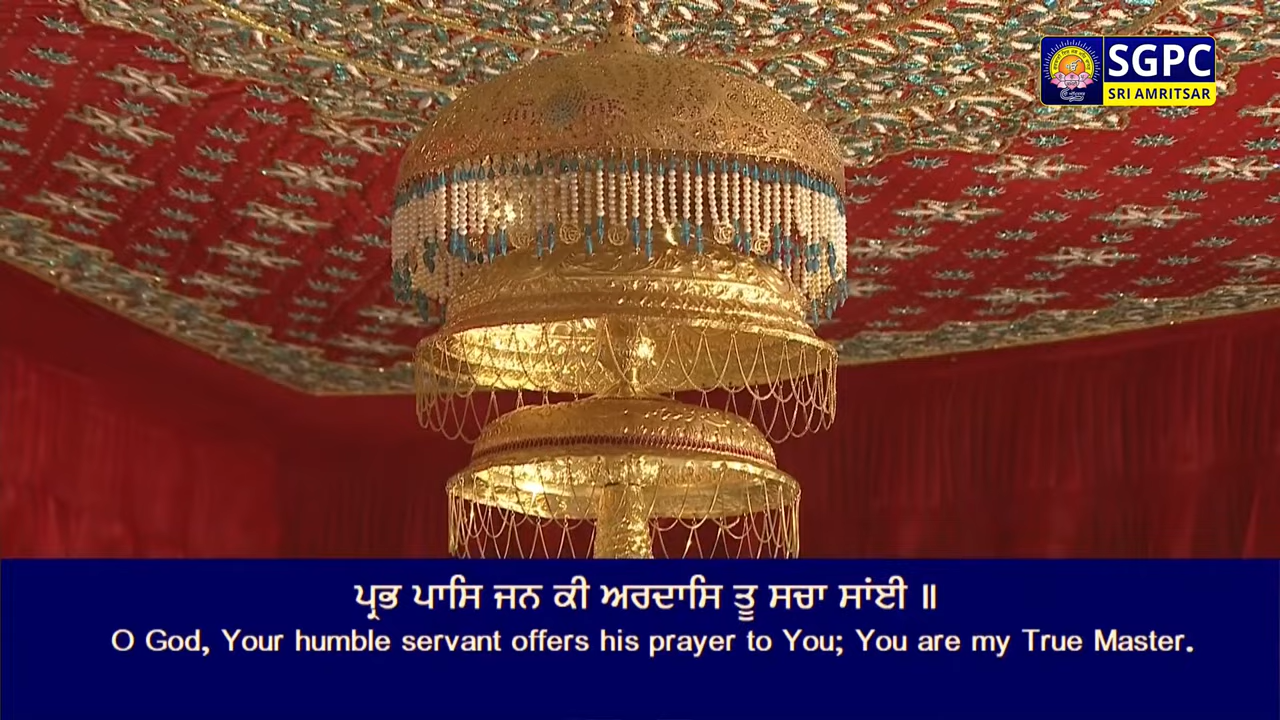 SGPC
SRI AMRITSAR
ਪ੍ਰਭ ਪਾਸਿ ਜਨ ਕੀ ਅਰਦਾਸਿ ਤੂ ਸਚਾ ਸਾਂਈ ॥
O God, Your humble servant offers his prayer to You; You are my True Master.